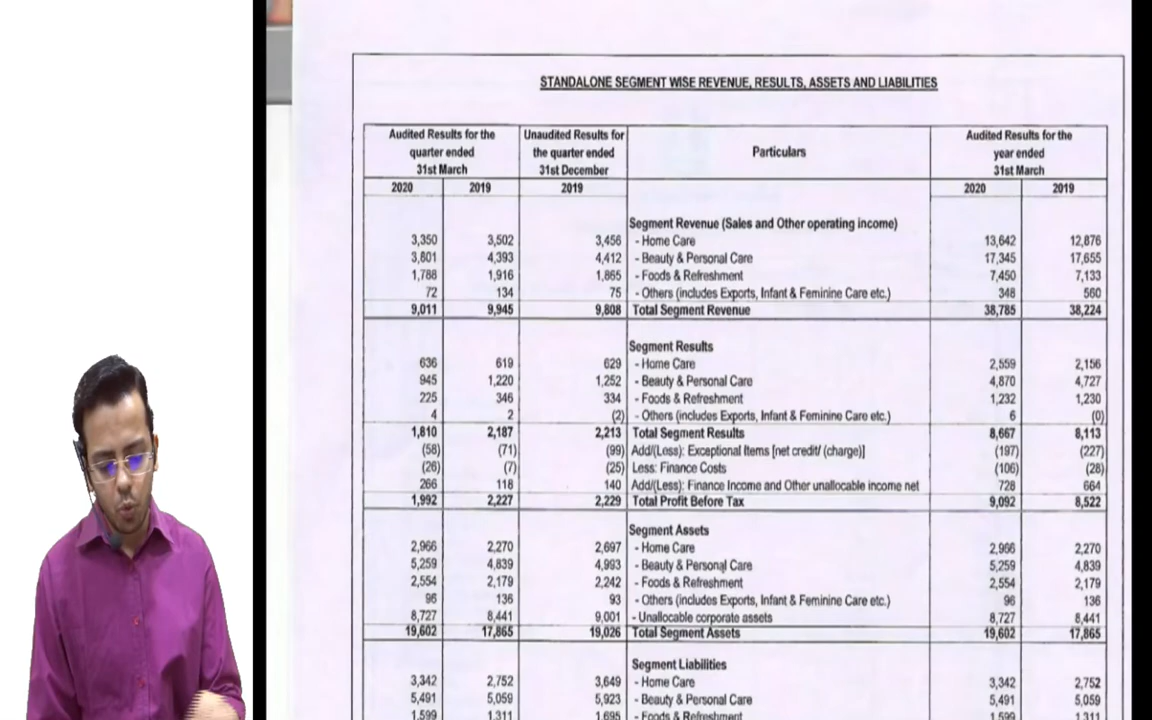 STANDALONE SEGMENT WISE REVENUE, RESULTS, ASSETS AND LIABILITIES
Audited Results for the quarter ended 31st March Unaudited Results for the quarter ended 31st December Particulars Audited Results for the year ended 31st March
2020 2019 2019 2020 2019
Segment Revenue (Sales and Other operating income)
3,350 3,502 3,456 - Home Care 13,642 12,876
3,801 4,393 4,412 - Beauty & Personal Care 17,345 17,655
1,788 1,916 1,865 - Foods & Refreshment 7,450 7,133
72 134 75 - Others (includes Exports, Infant & Feminine Care etc.) 348 560
9,011 9,945 9,808 Total Segment Revenue 38,785 38,224
Segment Results
636 619 629 - Home Care 2,559 2,156
945 1,220 1,252 - Beauty & Personal Care 4,870 4,727
225 346 334 - Foods & Refreshment 1,232 1,230
4 2 (2) - Others (includes Exports, Infant & Feminine Care etc.) 6 (0)
1,810 2,187 2,213 Total Segment Results 8,667 8,113
(58) (71) (99) Add/(Less): Exceptional Items [net credit/ (charge)] (197) (227)
(26) (7) (25) Less: Finance Costs (106) (28)
266 118 140 Add/(Less): Finance Income and Other unallocable income net 728 664
1,992 2,227 2,229 Total Profit Before Tax 9,092 8,522
Segment Assets
2,966 2,270 2,697 - Home Care 2,966 2,270
5,259 4,839 4,993 - Beauty & Personal Care 5,259 4,839
2,554 2,179 2,242 - Foods & Refreshment 2,554 2,179
96 136 93 - Others (includes Exports, Infant & Feminine Care etc.) 96 136
8,727 8,441 9,001 - Unallocable corporate assets 8,727 8,441
19,602 17,865 19,026 Total Segment Assets 19,602 17,865
Segment Liabilities
3,342 2,752 3,649 - Home Care 3,342 2,752
5,491 5,059 5,923 - Beauty & Personal Care 5,491 5,059
1,599 1,311 1,695 - Foods & Refreshment 1,599 1,311